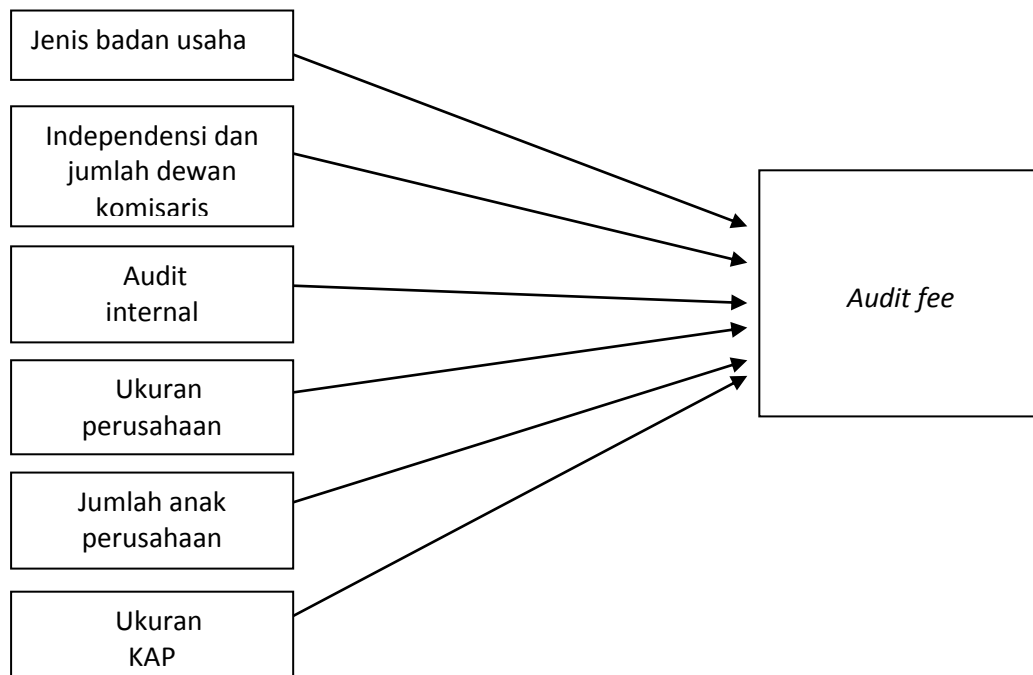 Jenis badan usaha
Independensi dan
jumlah dewan
komisaris
Audit
internal
Ukuran
perusahaan
Jumlah anak
perusahaan
Ukuran
KAP
Audit fee